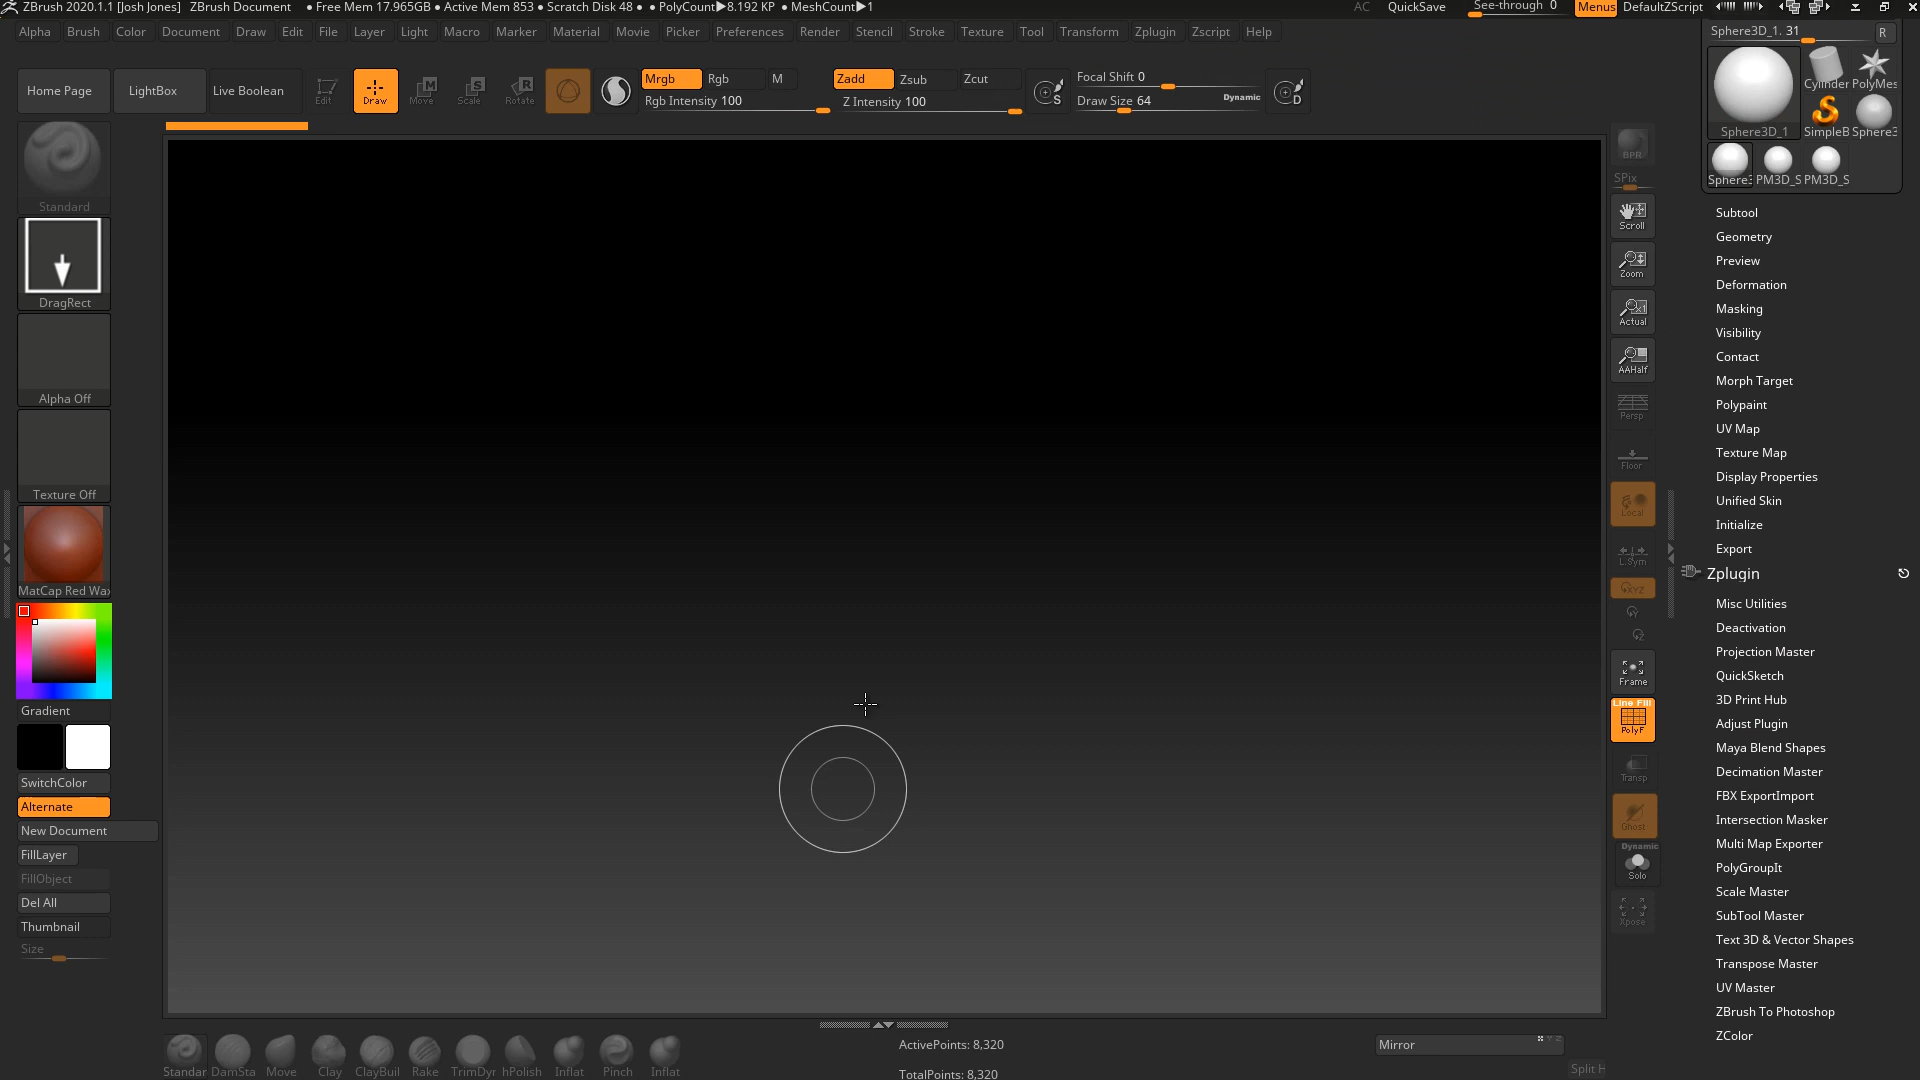 ZBrush 2020.1.1 [Josh Jones] ZBrush Document • Free Mem 17.965GB • Active Mem 853 • Scratch Disk 48 • • PolyCount▶8.192 KP • MeshCount▶1 AC QuickSave See-through 0 Menus DefaultZScript
Alpha Brush Color Document Draw Edit File Layer Light Macro Marker Material Movie Picker Preferences Render Stencil Stroke Texture Tool Transform Zplugin Zscript Help
Sphere3D_1. 31 R
Home Page LightBox Live Boolean Edit Draw Move Scale Rotate
Mrgb Rgb M Zadd Zsub Zcut
Rgb Intensity 100 Z Intensity 100
S
Focal Shift 0
Draw Size 64 Dynamic
D
Cylinder PolyMes
Sphere3D_1 SimpleB Sphere3
Sphere3 PM3D_S PM3D_S
Standard
DragRect
Alpha Off
Texture Off
MatCap Red Wax
Gradient
SwitchColor
Alternate
New Document
FillLayer
FillObject
Del All
Thumbnail
Size
BPR
SPix
Scroll
Zoom
Actual
AAHalf
Persp
Floor
Local
L.Sym
XYZ
Y
Z
Frame
Line Fill
PolyF
Transp
Ghost
Dynamic
Solo
Xpose
Subtool
Geometry
Preview
Deformation
Masking
Visibility
Contact
Morph Target
Polypaint
UV Map
Texture Map
Display Properties
Unified Skin
Initialize
Export
Zplugin
Misc Utilities
Deactivation
Projection Master
QuickSketch
3D Print Hub
Adjust Plugin
Maya Blend Shapes
Decimation Master
FBX ExportImport
Intersection Masker
Multi Map Exporter
PolyGroupIt
Scale Master
SubTool Master
Text 3D & Vector Shapes
Transpose Master
UV Master
ZBrush To Photoshop
ZColor
Standar DamSta Move Clay ClayBuil Rake TrimDyr hPolish Inflat Pinch Inflat
ActivePoints: 8,320
TotalPoints: 8,320
Mirror
Split H